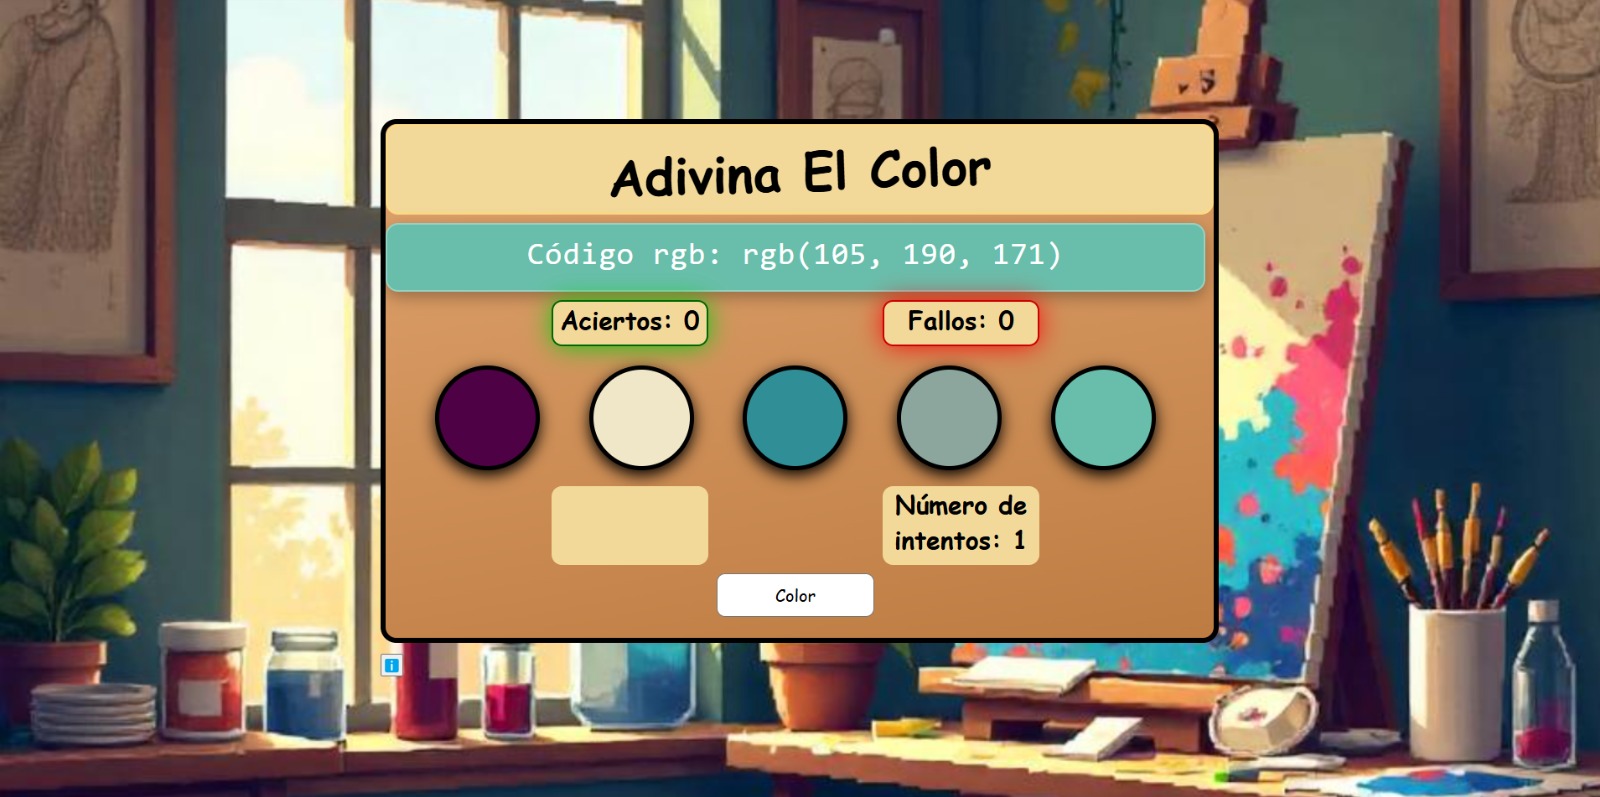 Adivina El Color
Código rgb: rgb(105, 190, 171)
Aciertos: 0
Fallos: 0
Número de
intentos: 1
Color
i